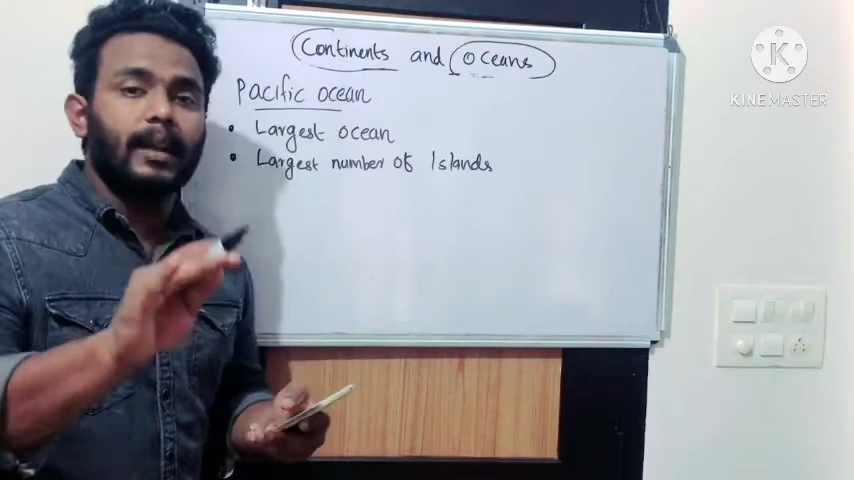 Continents and Oceans
Pacific ocean
• Largest ocean
• Largest number of Islands
K
KINEMASTER